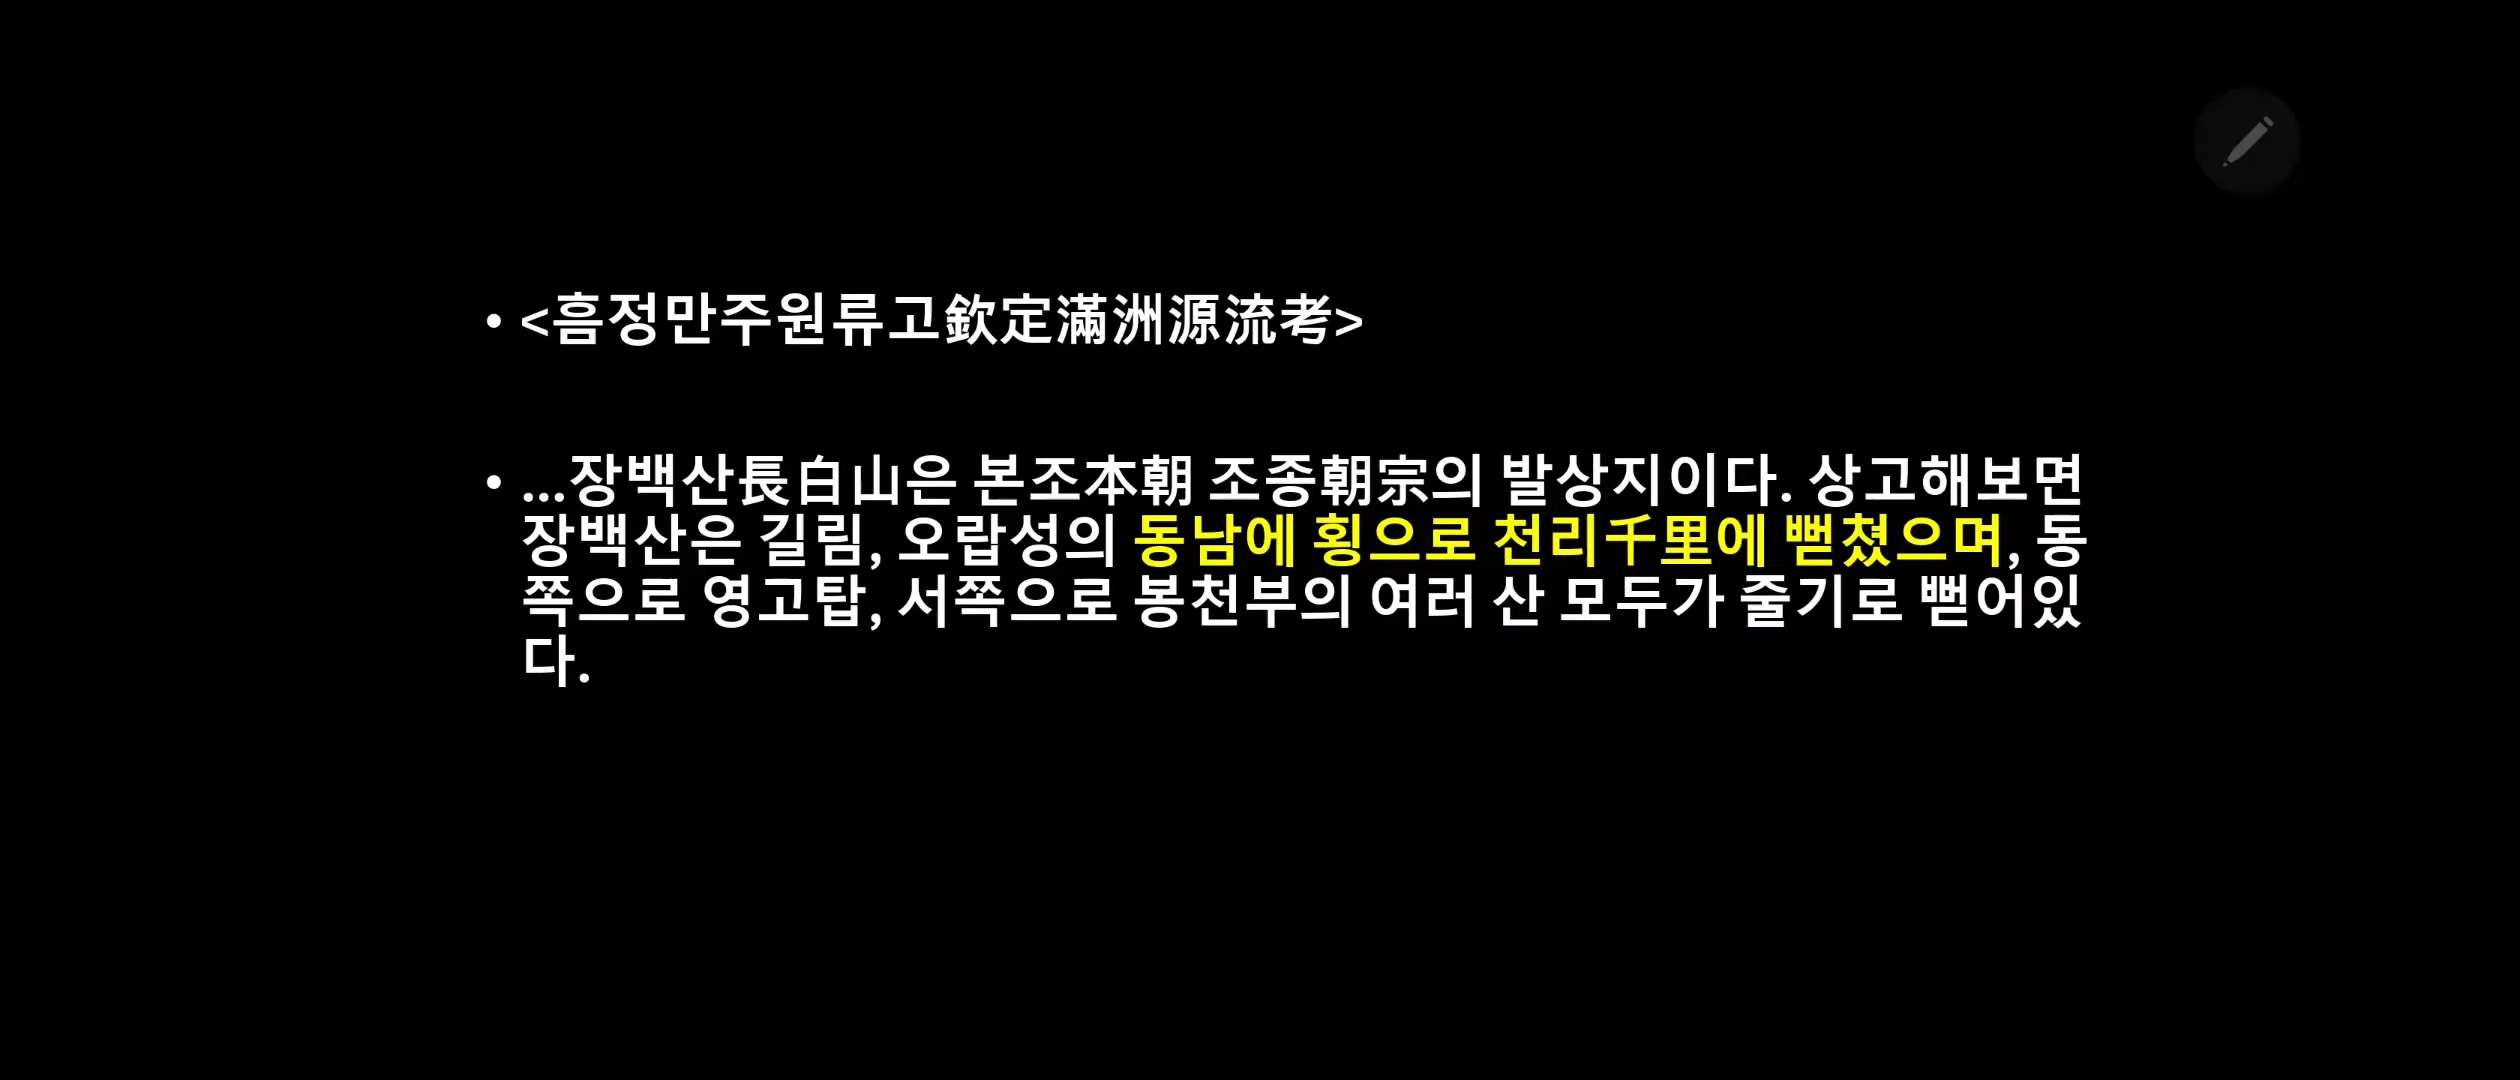 • <흠정만주원류고欽定滿洲源流考>
• ...장백산長白山은 본조本朝 조종朝宗의 발상지이다. 상고해보면
장백산은 길림, 오랍성의 동남에 횡으로 천리千里에 뻗쳤으며, 동
쪽으로 영고탑, 서쪽으로 봉천부의 여러 산 모두가 줄기로 뻗어있
다.